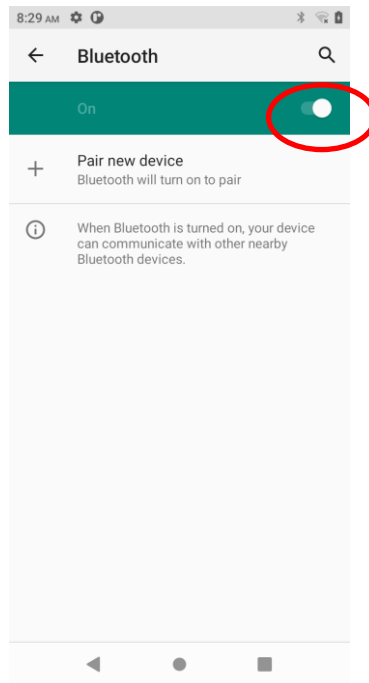 8:29 AM
Bluetooth
On
Pair new device
Bluetooth will turn on to pair
When Bluetooth is turned on, your device
can communicate with other nearby
Bluetooth devices.